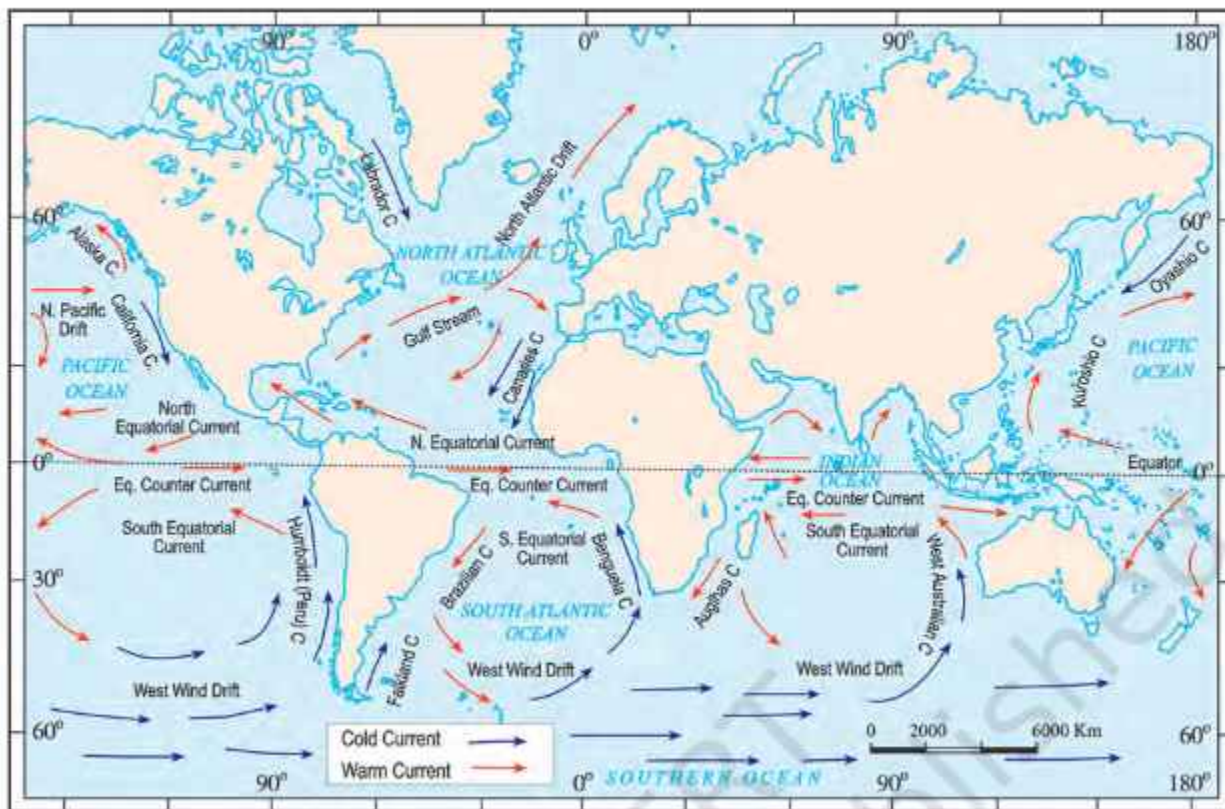 90°
0°
90°
180°
Labrador C
North Atlantic Drift
60°
60°
Alaska C.
NORTH ATLANTIC
OCEAN
Oyashio C
N. Pacific
Drift
California C.
Gulf Stream
Canaries C
Kuroshio C
PACIFIC
OCEAN
PACIFIC
OCEAN
North
Equatorial Current
N. Equatorial Current
0°
INDIAN
OCEAN
Equator
0°
Eq. Counter Current
Eq. Counter Current
Eq. Counter Current
South Equatorial
Current
Humboldt (Peru) C
S. Equatorial
Current
Benguela C
South Equatorial
Current
West Australian C
30°
Brazilian C
Auglhas C
SOUTH ATLANTIC
OCEAN
West Wind Drift
Falkland C
West Wind Drift
West Wind Drift
60°
Cold Current
Warm Current
0 2000 6000 Km
60°
90°
0°
90°
180°
SOUTHERN OCEAN